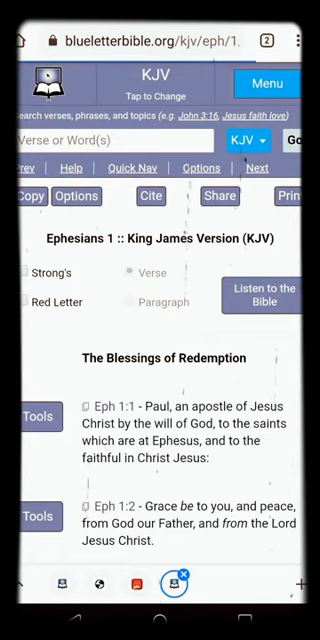 blueletterbible.org/kjv/eph/1.
2
KJV
Tap to Change
Menu
earch verses, phrases, and topics (e.g. John 3:16, Jesus faith love)
Verse or Word(s)
KJV
Go
Prev | Help | Quick Nav | Options | Next
Copy
Options
Cite
Share
Prin
Ephesians 1 :: King James Version (KJV)
Strong's
Verse
Red Letter
Paragraph
Listen to the
Bible
The Blessings of Redemption
Tools
Eph 1:1 - Paul, an apostle of Jesus
Christ by the will of God, to the saints
which are at Ephesus, and to the
faithful in Christ Jesus:
Tools
Eph 1:2 - Grace be to you, and peace,
from God our Father, and from the Lord
Jesus Christ.